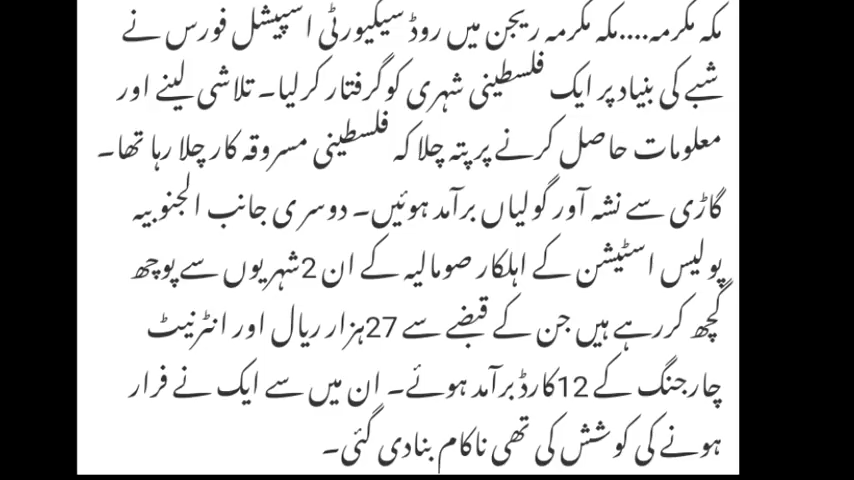 مکہ مکرمہ....مکہ مکرمہ ریجن میں روڈ سیکیورٹی اسپیشل فورس نے
شبے کی بنیاد پر ایک فلسطینی شہری کو گرفتار کرلیا۔ تلاشی لینے اور
معلومات حاصل کرنے پر پتہ چلا کہ فلسطینی مسروقہ کار چلا رہا تھا۔
گاڑی سے نشہ آور گولیاں برآمد ہوئیں۔ دوسری جانب الجنوبیہ
پولیس اسٹیشن کے اہلکار صومالیہ کے ان 2شہریوں سے پوچھ
گچھ کررہے ہیں جن کے قبضے سے 27ہزار ریال اور انٹرنیٹ
چارجنگ کے 12کارڈ برآمد ہوئے۔ ان میں سے ایک نے فرار
ہونے کی کوشش کی تھی ناکام بنادی گئی۔